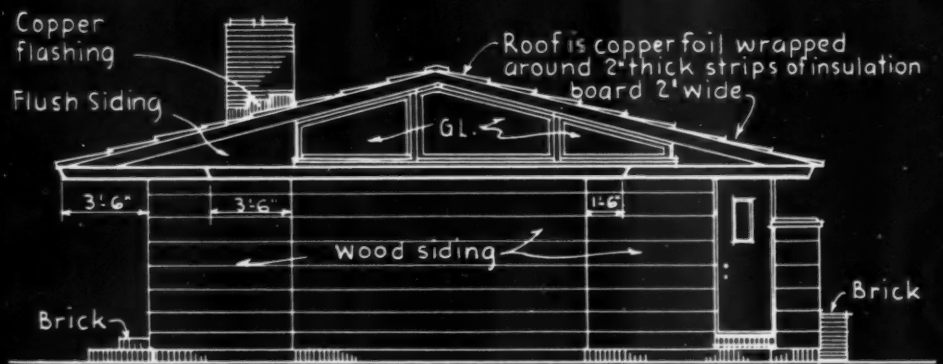 Copper
flashing
Flush Siding
Roof is copper foil wrapped
around 2" thick strips of insulation
board 2' wide
GL.
3'-6"
3'-6"
1'-6"
Wood siding
Brick
Brick